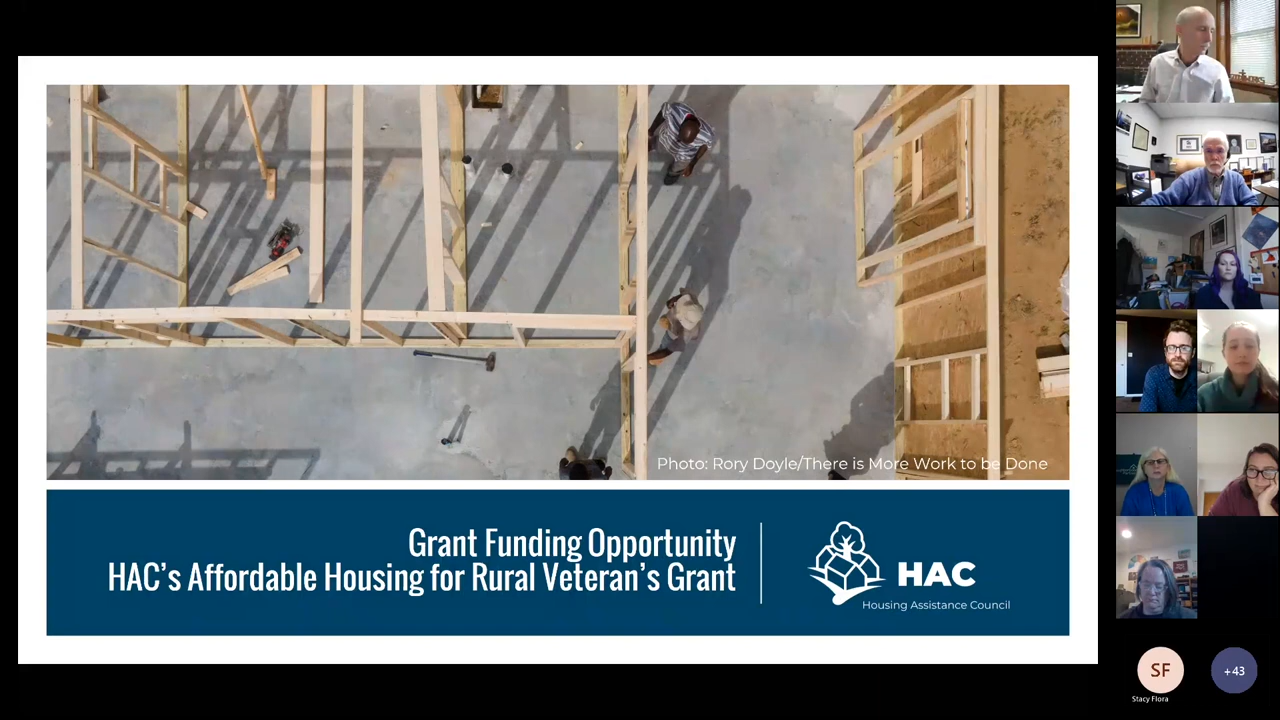 Photo: Rory Doyle/There is More Work to be Done
Grant Funding Opportunity
HAC's Affordable Housing for Rural Veteran's Grant
HAC
Housing Assistance Council
SF
Stacy Flora
+43